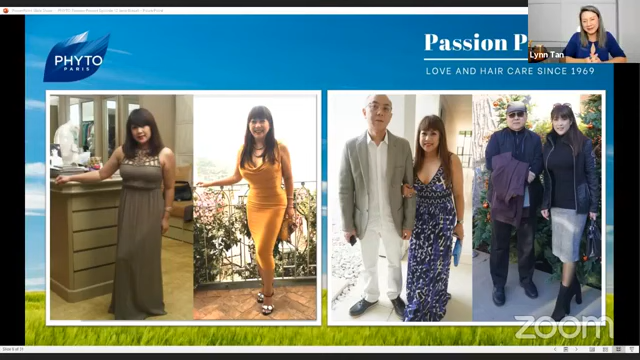 PHYTO
PARIS
Passion P
LOVE AND HAIR CARE SINCE 1969
Lynn Tan
zoom